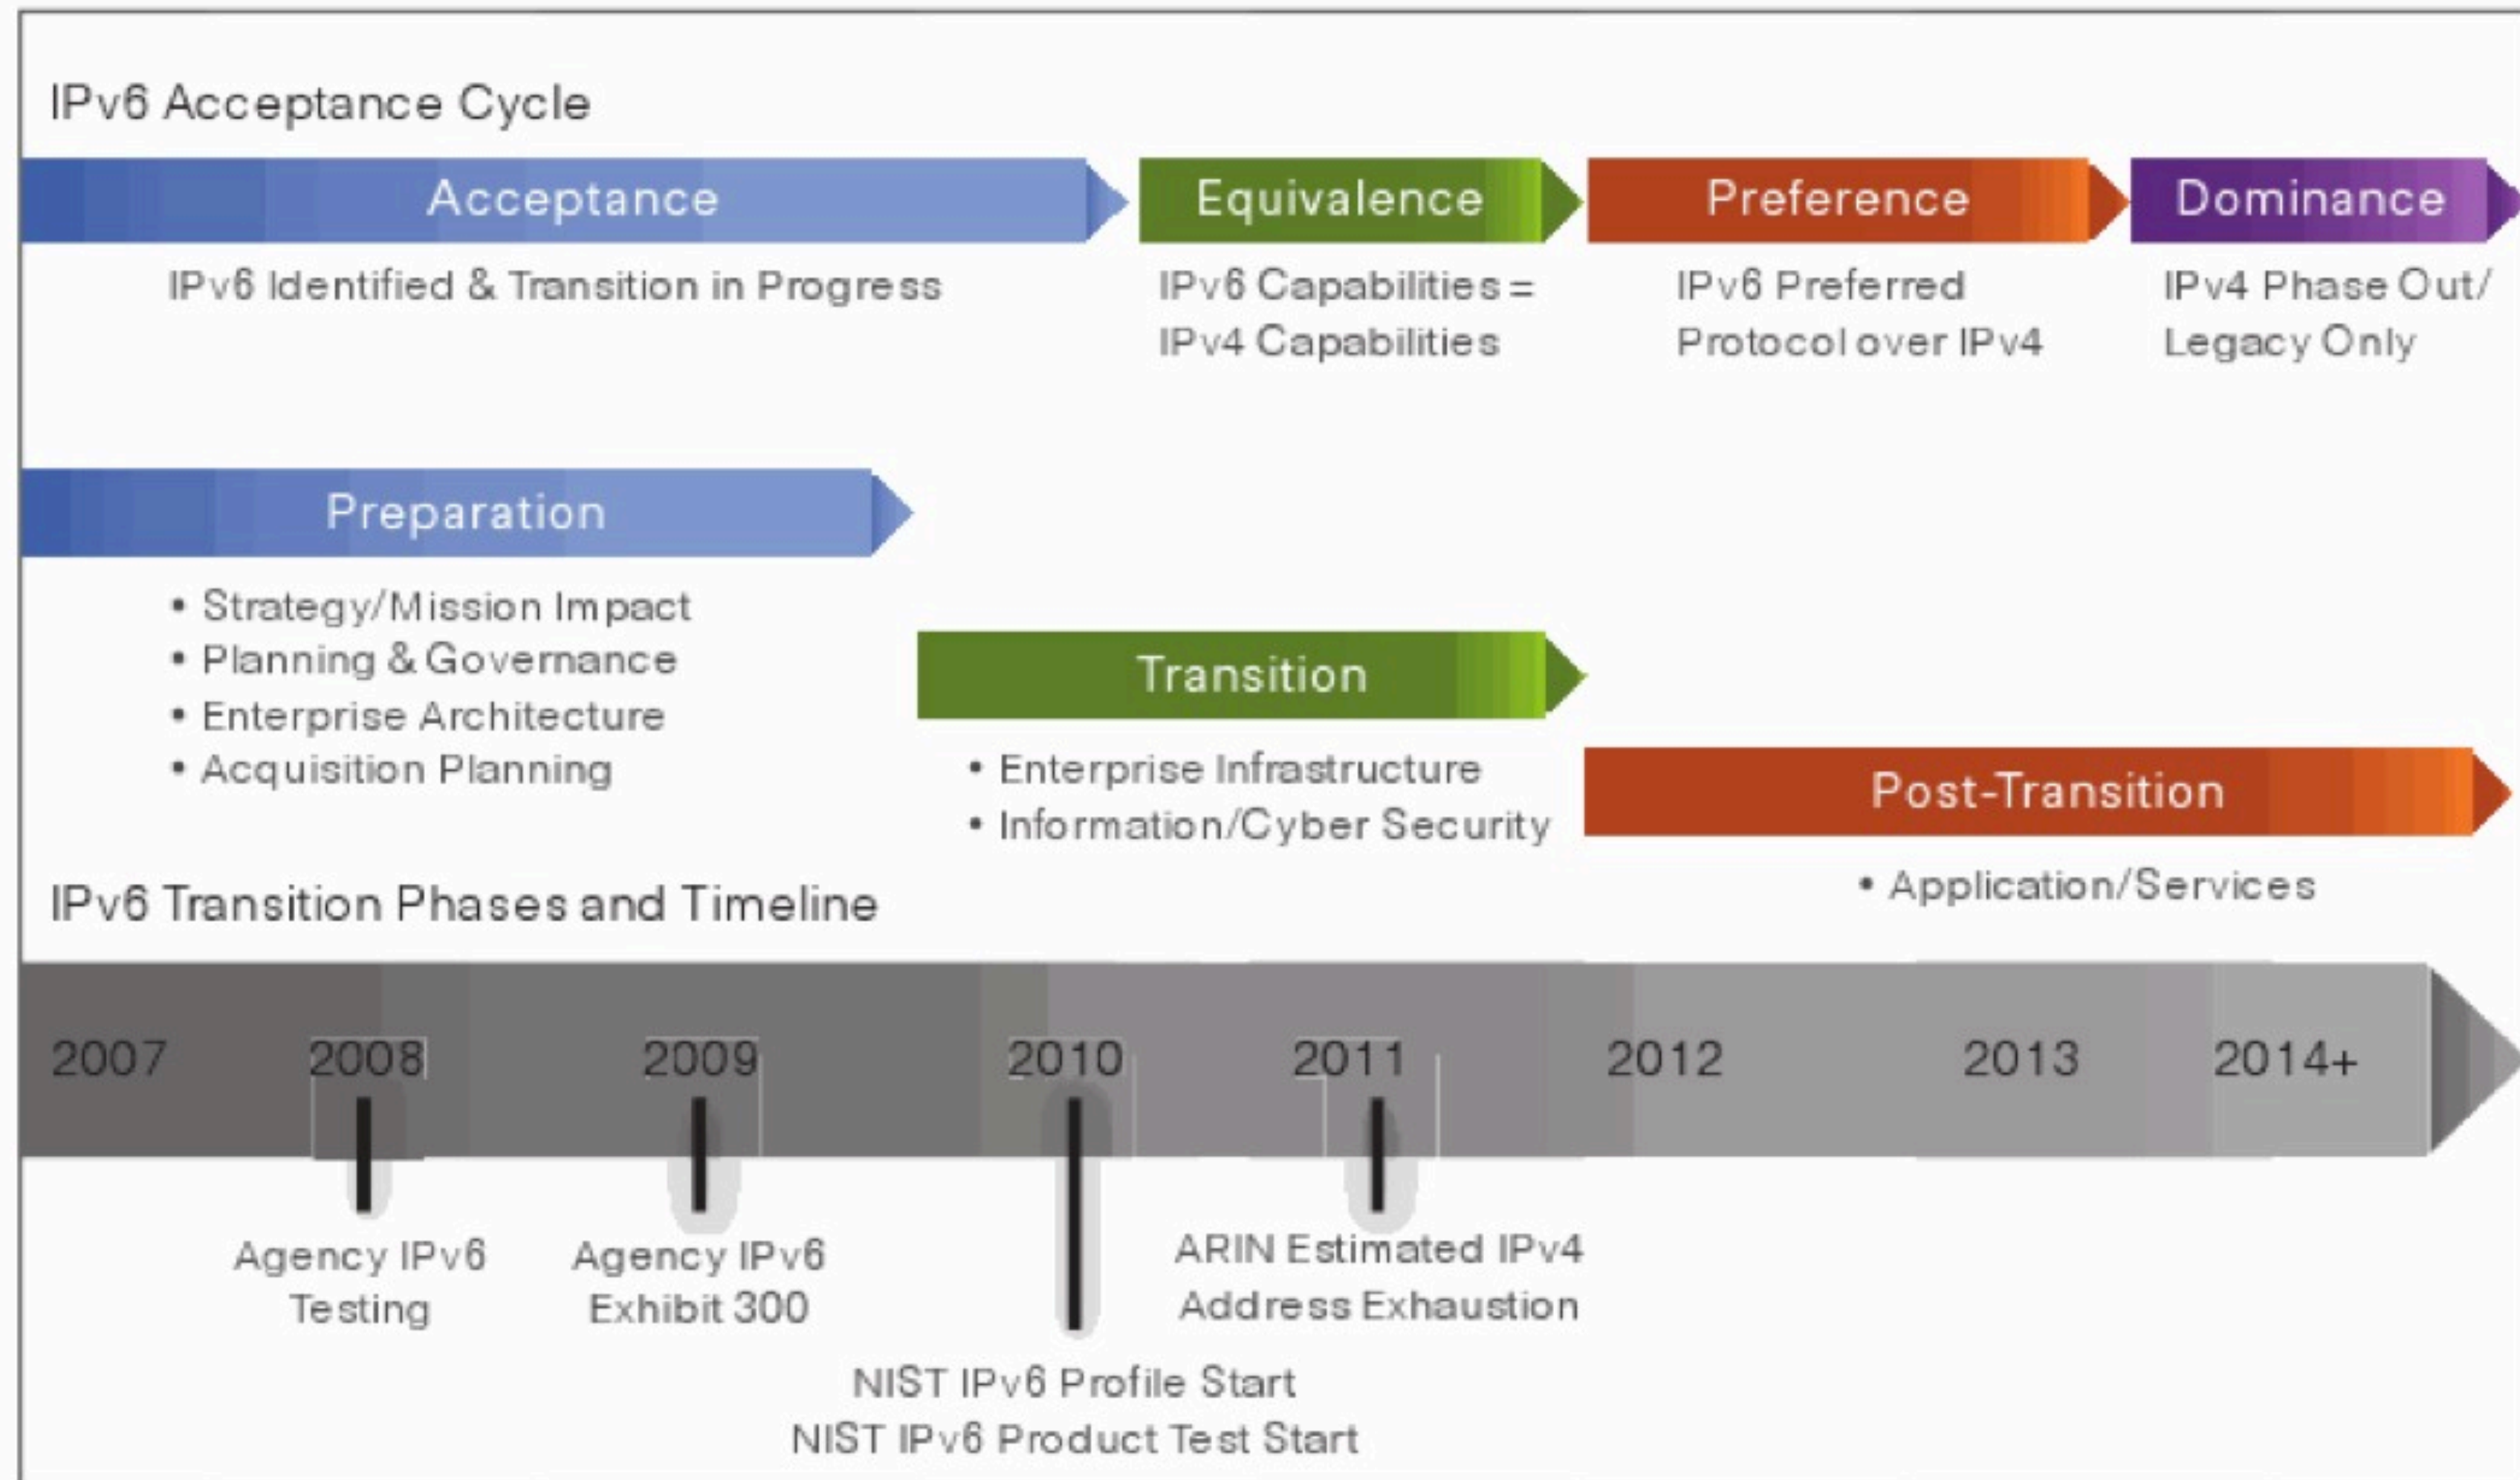 IPv6 Acceptance Cycle
Acceptance
Equivalence
Preference
Dominance
IPv6 Identified & Transition in Progress
IPv6 Capabilities =
IPv4 Capabilities
IPv6 Preferred
Protocol over IPv4
IPv4 Phase Out/
Legacy Only
Preparation
• Strategy/Mission Impact
• Planning & Governance
• Enterprise Architecture
• Acquisition Planning
Transition
• Enterprise Infrastructure
• Information/Cyber Security
Post-Transition
• Application/Services
IPv6 Transition Phases and Timeline
2007 2008 2009 2010 2011 2012 2013 2014+
Agency IPv6
Testing
Agency IPv6
Exhibit 300
NIST IPv6 Profile Start
NIST IPv6 Product Test Start
ARIN Estimated IPv4
Address Exhaustion